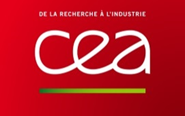 DE LA RECHERCHE À L'INDUSTRIE
cea